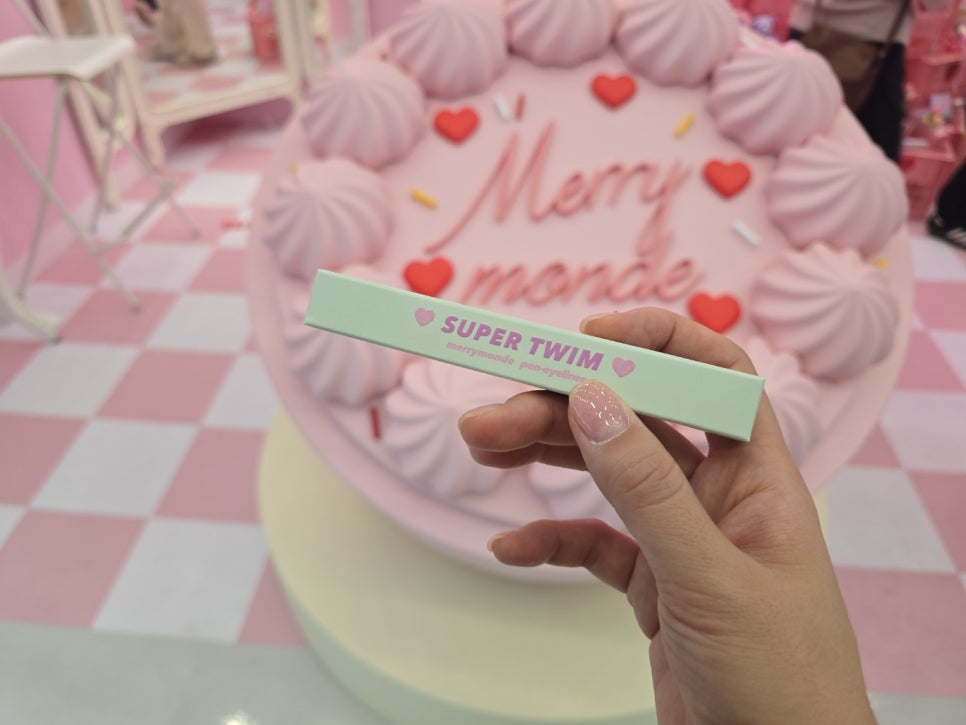 Merry
monde
SUPER TWIM
merrymonde pen-eyeliner